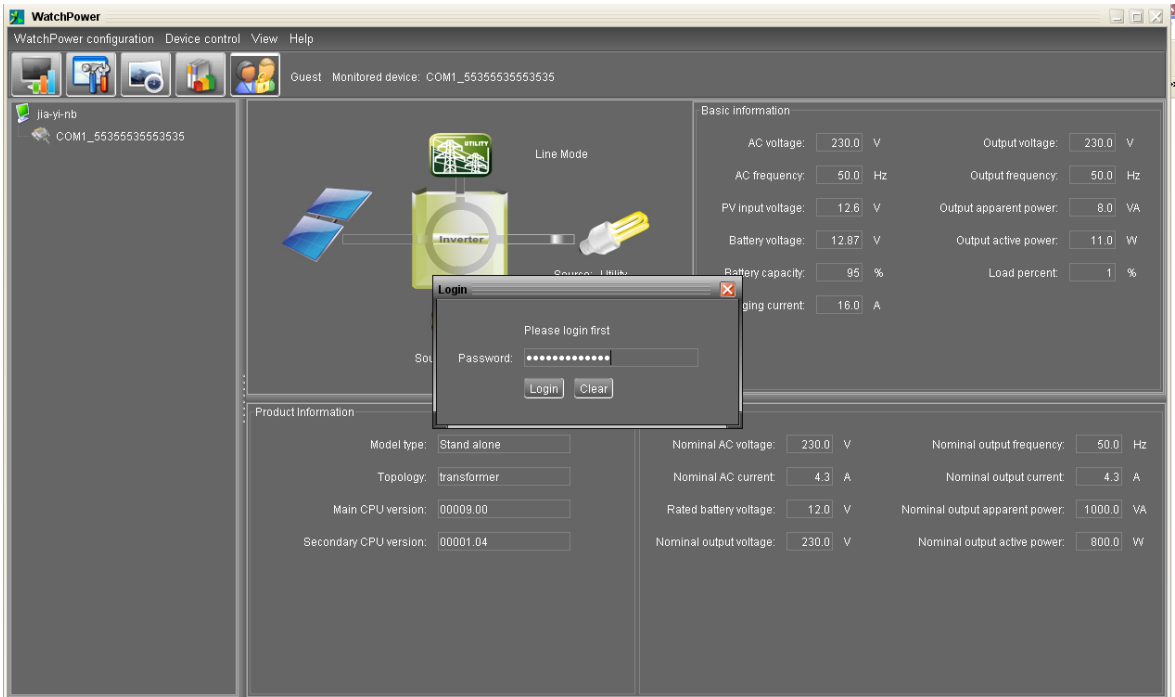 WatchPower
WatchPower configuration Device control View Help
Guest Monitored device: COM1_55355535553535
jia-yi-nb
COM1_55355535553535
UTILITY
Line Mode
Inverter
Source: Utility
Basic information
AC voltage: 230.0 V Output voltage: 230.0 V
AC frequency: 50.0 Hz Output frequency: 50.0 Hz
PV input voltage: 12.6 V Output apparent power: 8.0 VA
Battery voltage: 12.87 V Output active power: 11.0 W
Battery capacity: 95 % Load percent: 1 %
ging current: 16.0 A
Login
Please login first
Password: •••••••••••••
Login Clear
Sou
Product Information
Model type: Stand alone
Topology: transformer
Main CPU version: 00009.00
Secondary CPU version: 00001.04
Nominal AC voltage: 230.0 V Nominal output frequency: 50.0 Hz
Nominal AC current: 4.3 A Nominal output current: 4.3 A
Rated battery voltage: 12.0 V Nominal output apparent power: 1000.0 VA
Nominal output voltage: 230.0 V Nominal output active power: 800.0 W